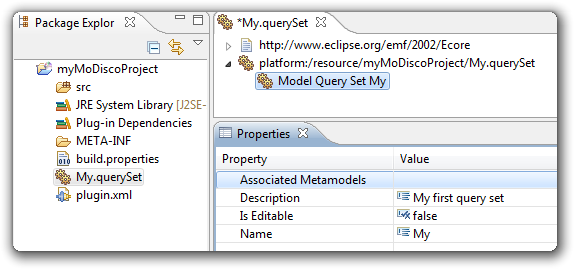 Package Explor
myMoDiscoProject
src
JRE System Library [J2SE-
Plug-in Dependencies
META-INF
build.properties
My.querySet
plugin.xml
*My.querySet
http://www.eclipse.org/emf/2002/Ecore
platform:/resource/myMoDiscoProject/My.querySet
Model Query Set My
Properties
Property Value
Associated Metamodels
Description My first query set
Is Editable false
Name My